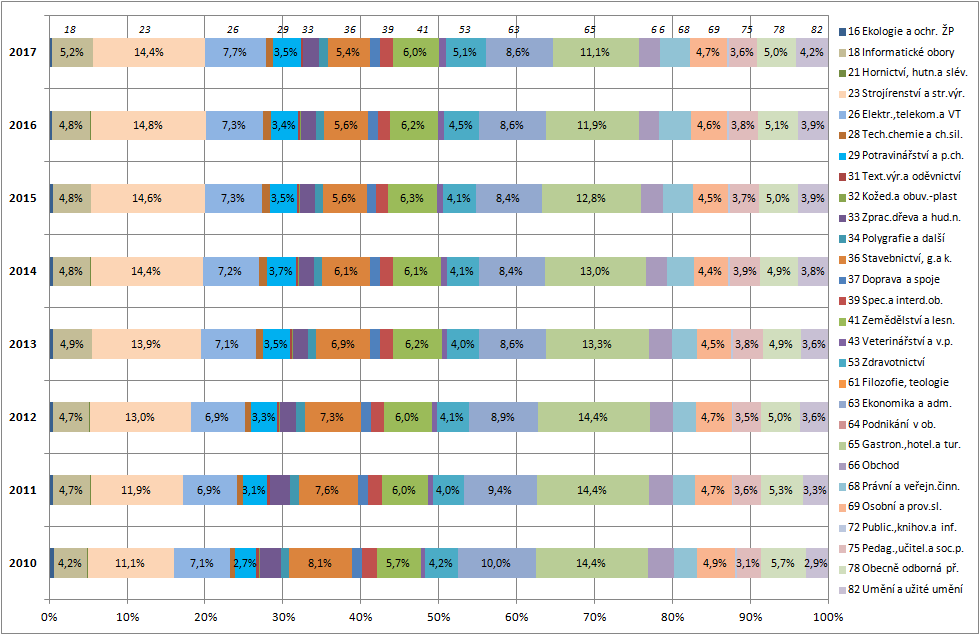 18 23 26 29 33 36 39 41 53 63 65 66 68 69 75 78 82
2017 5,2% 14,4% 7,7% 3,5% 5,4% 6,0% 5,1% 8,6% 11,1% 4,7% 3,6% 5,0% 4,2%
2016 4,8% 14,8% 7,3% 3,4% 5,6% 6,2% 4,5% 8,6% 11,9% 4,6% 3,8% 5,1% 3,9%
2015 4,8% 14,6% 7,3% 3,5% 5,6% 6,3% 4,1% 8,4% 12,8% 4,5% 3,7% 5,0% 3,9%
2014 4,8% 14,4% 7,2% 3,7% 6,1% 6,1% 4,1% 8,4% 13,0% 4,4% 3,9% 4,9% 3,8%
2013 4,9% 13,9% 7,1% 3,5% 6,9% 6,2% 4,0% 8,6% 13,3% 4,5% 3,8% 4,9% 3,6%
2012 4,7% 13,0% 6,9% 3,3% 7,3% 6,0% 4,1% 8,9% 14,4% 4,7% 3,5% 5,0% 3,6%
2011 4,7% 11,9% 6,9% 3,1% 7,6% 6,0% 4,0% 9,4% 14,4% 4,7% 3,6% 5,3% 3,3%
2010 4,2% 11,1% 7,1% 2,7% 8,1% 5,7% 4,2% 10,0% 14,4% 4,9% 3,1% 5,7% 2,9%
0% 10% 20% 30% 40% 50% 60% 70% 80% 90% 100%
16 Ekologie a ochr. ŽP
18 Informatické obory
21 Hornictví, hutn.a slév.
23 Strojírenství a str.výr.
26 Elektr.,telekom.a VT
28 Tech.chemie a ch.sil.
29 Potravinářství a p.ch.
31 Text.výr.a oděvnictví
32 Kožed.a obuv.-plast
33 Zprac.dřeva a hud.n.
34 Polygrafie a další
36 Stavebnictví, g.a k.
37 Doprava a spoje
39 Spec.a interd.ob.
41 Zemědělství a lesn.
43 Veterinářství a v.p.
53 Zdravotnictví
61 Filozofie, teologie
63 Ekonomika a adm.
64 Podnikání v ob.
65 Gastron.,hotel.a tur.
66 Obchod
68 Právní a veřejn.činn.
69 Osobní a prov.sl.
72 Public.,knihov.a inf.
75 Pedag.,učitel.a soc.p.
78 Obecně odborná př.
82 Umění a užité umění